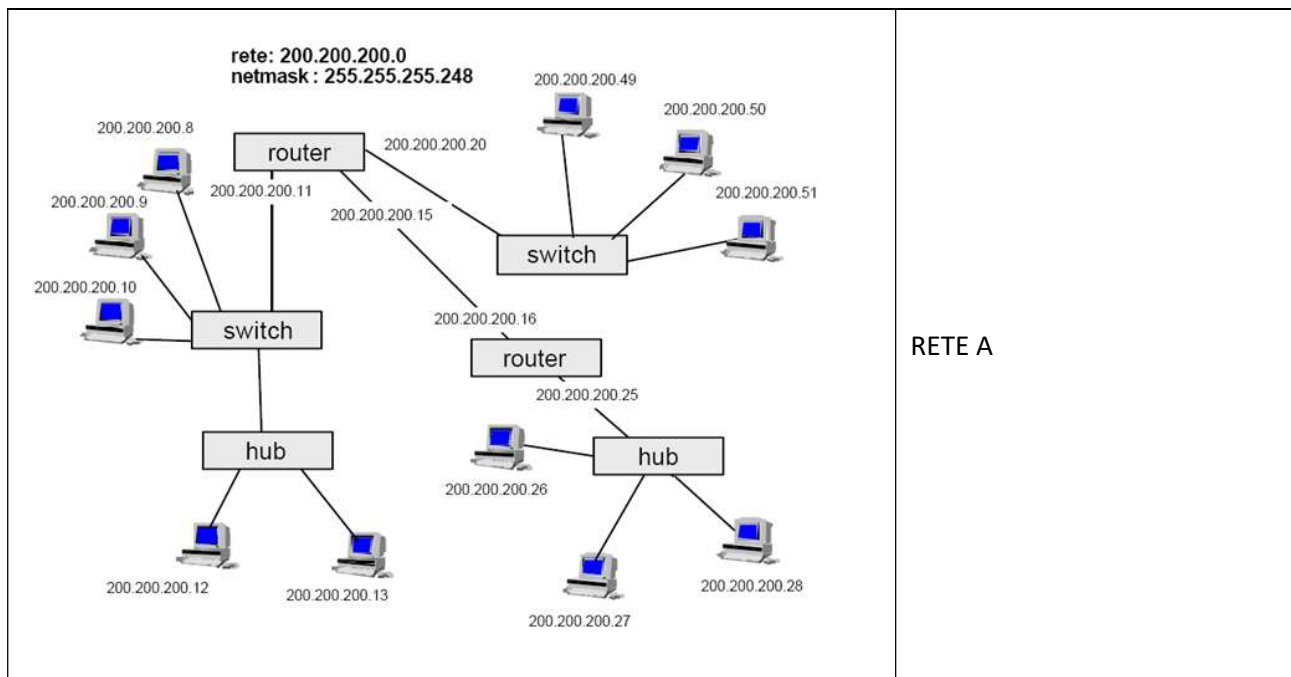 rete: 200.200.200.0
netmask : 255.255.255.248
200.200.200.49
200.200.200.50
200.200.200.8
200.200.200.20
router
200.200.200.11
200.200.200.51
200.200.200.9
200.200.200.15
switch
200.200.200.10
200.200.200.16
switch
router
RETE A
200.200.200.25
hub
hub
200.200.200.26
200.200.200.12
200.200.200.13
200.200.200.28
200.200.200.27